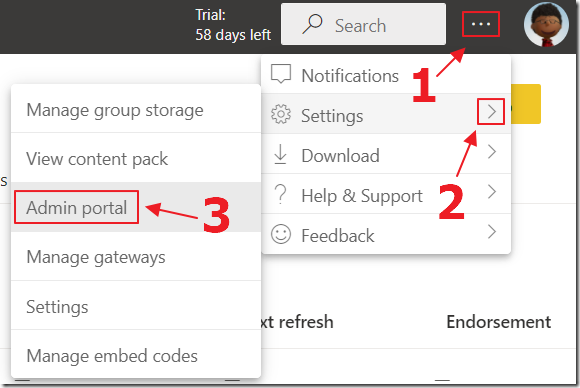 Trial:
58 days left
Search
...
1
Notifications
Manage group storage
Settings
2
View content pack
Download
Admin portal
3
Help & Support
Feedback
Manage gateways
Settings
xt refresh
Endorsement
Manage embed codes